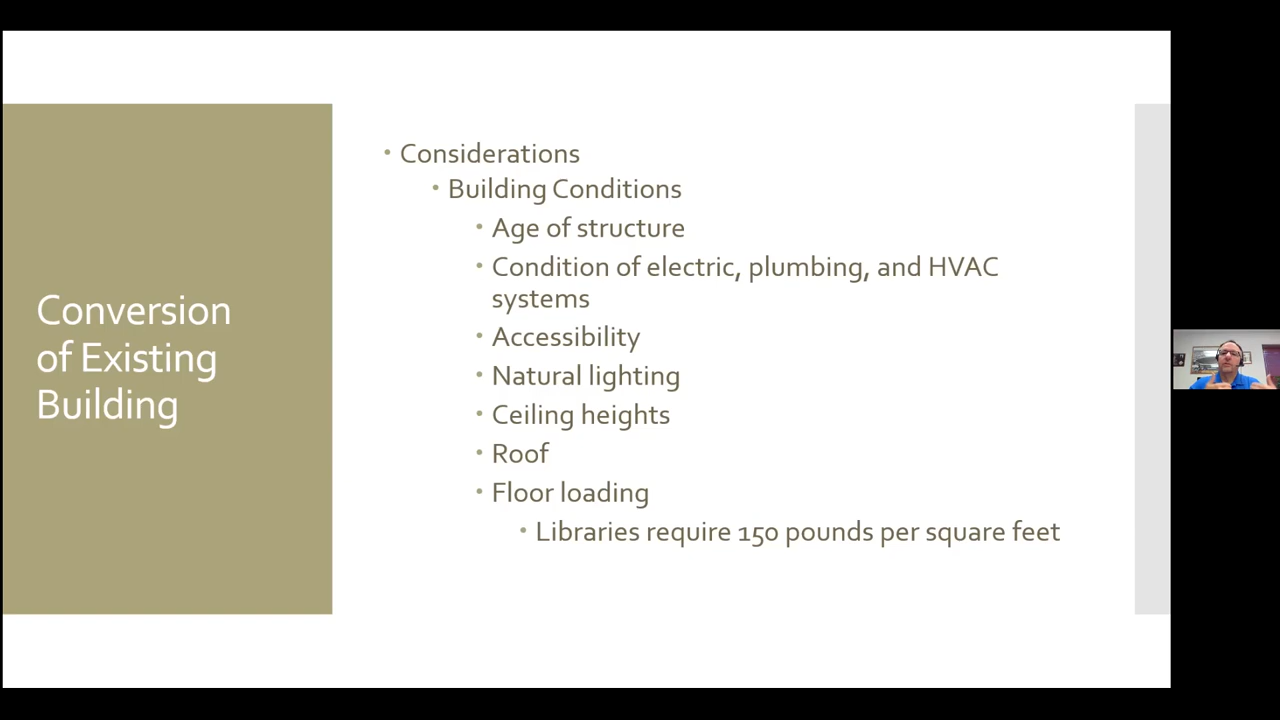 Conversion
of Existing
Building
• Considerations
• Building Conditions
• Age of structure
• Condition of electric, plumbing, and HVAC
systems
• Accessibility
• Natural lighting
• Ceiling heights
• Roof
• Floor loading
• Libraries require 150 pounds per square feet